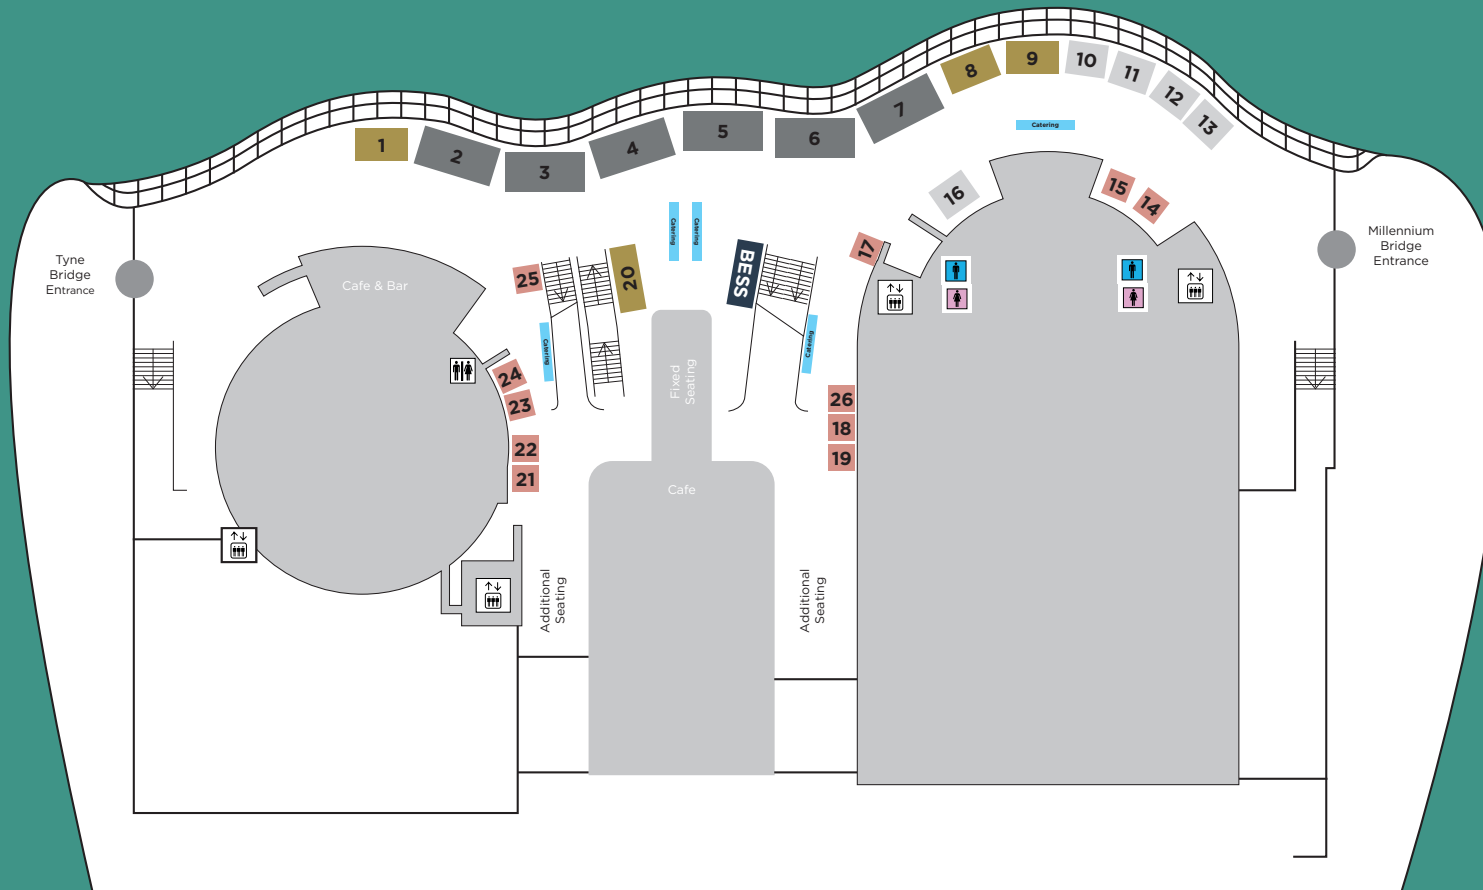 9
10
8
11
12
7
13
Catering
5
6
1
4
2
3
15
16
14
Catering
Catering
Millennium
Bridge
Entrance
17
Tyne
Bridge
Entrance
BESS
25
20
Cafe & Bar
Catering
Catering
Fixed
Seating
24
23
26
18
22
19
21
Cafe
Additional
Seating
Additional
Seating